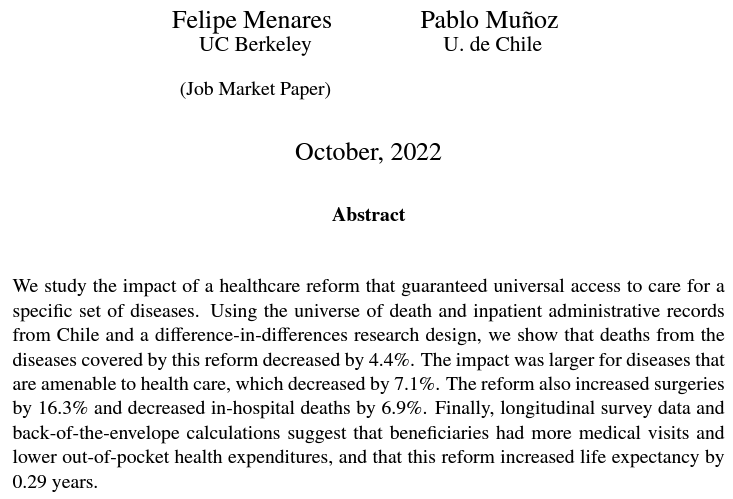 Felipe Menares Pablo Muñoz
UC Berkeley U. de Chile
(Job Market Paper)
October, 2022
Abstract
We study the impact of a healthcare reform that guaranteed universal access to care for a
specific set of diseases. Using the universe of death and inpatient administrative records
from Chile and a difference-in-differences research design, we show that deaths from the
diseases covered by this reform decreased by 4.4%. The impact was larger for diseases that
are amenable to health care, which decreased by 7.1%. The reform also increased surgeries
by 16.3% and decreased in-hospital deaths by 6.9%. Finally, longitudinal survey data and
back-of-the-envelope calculations suggest that beneficiaries had more medical visits and
lower out-of-pocket health expenditures, and that this reform increased life expectancy by
0.29 years.